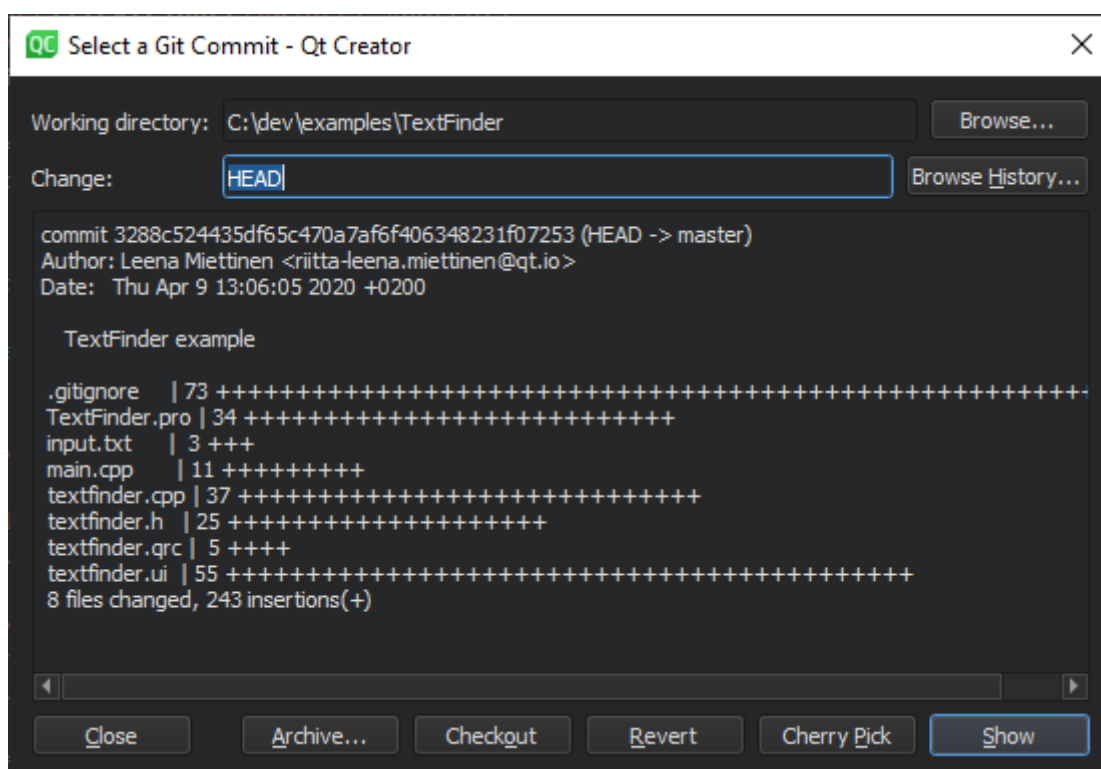 QC Select a Git Commit - Qt Creator
Working directory: C:\dev\examples\TextFinder Browse...
Change: HEAD Browse History...
commit 3288c524435df65c470a7af6f406348231f07253 (HEAD -> master)
Author: Leena Miettinen <riitta-leena.miettinen@qt.io>
Date: Thu Apr 9 13:06:05 2020 +0200
TextFinder example
.gitignore | 73 +++++++++++++++++++++++++++++++++++++++++++++++++++++++
TextFinder.pro | 34 +++++++++++++++++++++++++++
input.txt | 3 +++
main.cpp | 11 +++++++++
textfinder.cpp | 37 +++++++++++++++++++++++++++++
textfinder.h | 25 ++++++++++++++++++++
textfinder.qrc | 5 ++++
textfinder.ui | 55 +++++++++++++++++++++++++++++++++++++++++++
8 files changed, 243 insertions(+)
Close Archive... Checkout Revert Cherry Pick Show